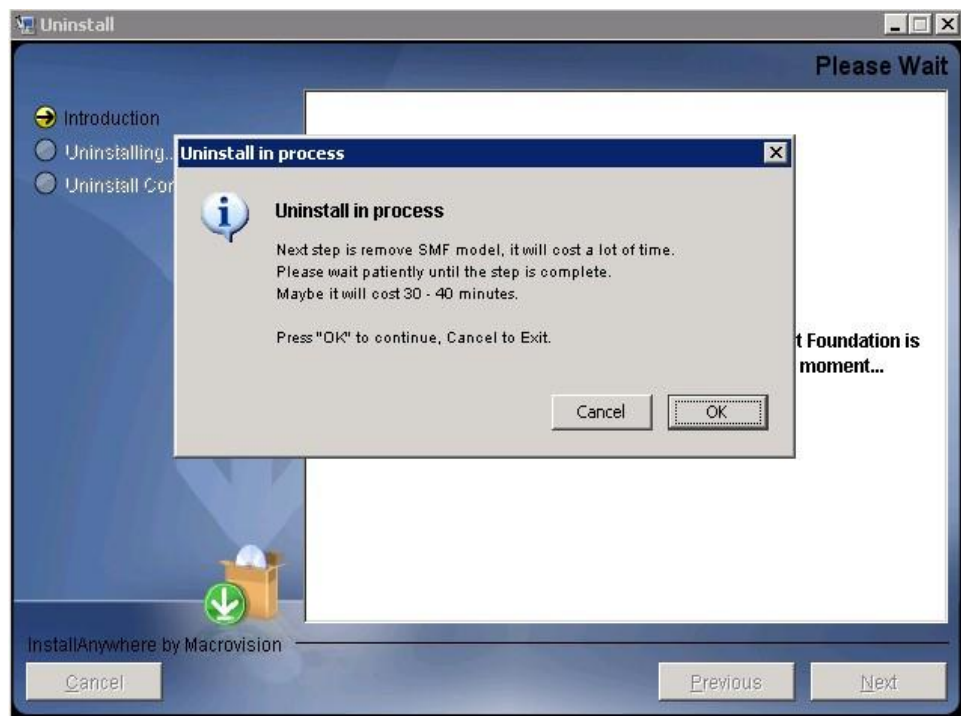 Uninstall
Please Wait
Introduction
Uninstalling..
Uninstall
Uninstall in process
Uninstall in process
Next step is remove SMF model, it will cost a lot of time.
Please wait patiently until the step is complete.
Maybe it will cost 30 - 40 minutes.
Press "OK" to continue, Cancel to Exit.
Cancel
OK
Foundation is
moment...
InstallAnywhere by Macrovision
Cancel
Previous
Next